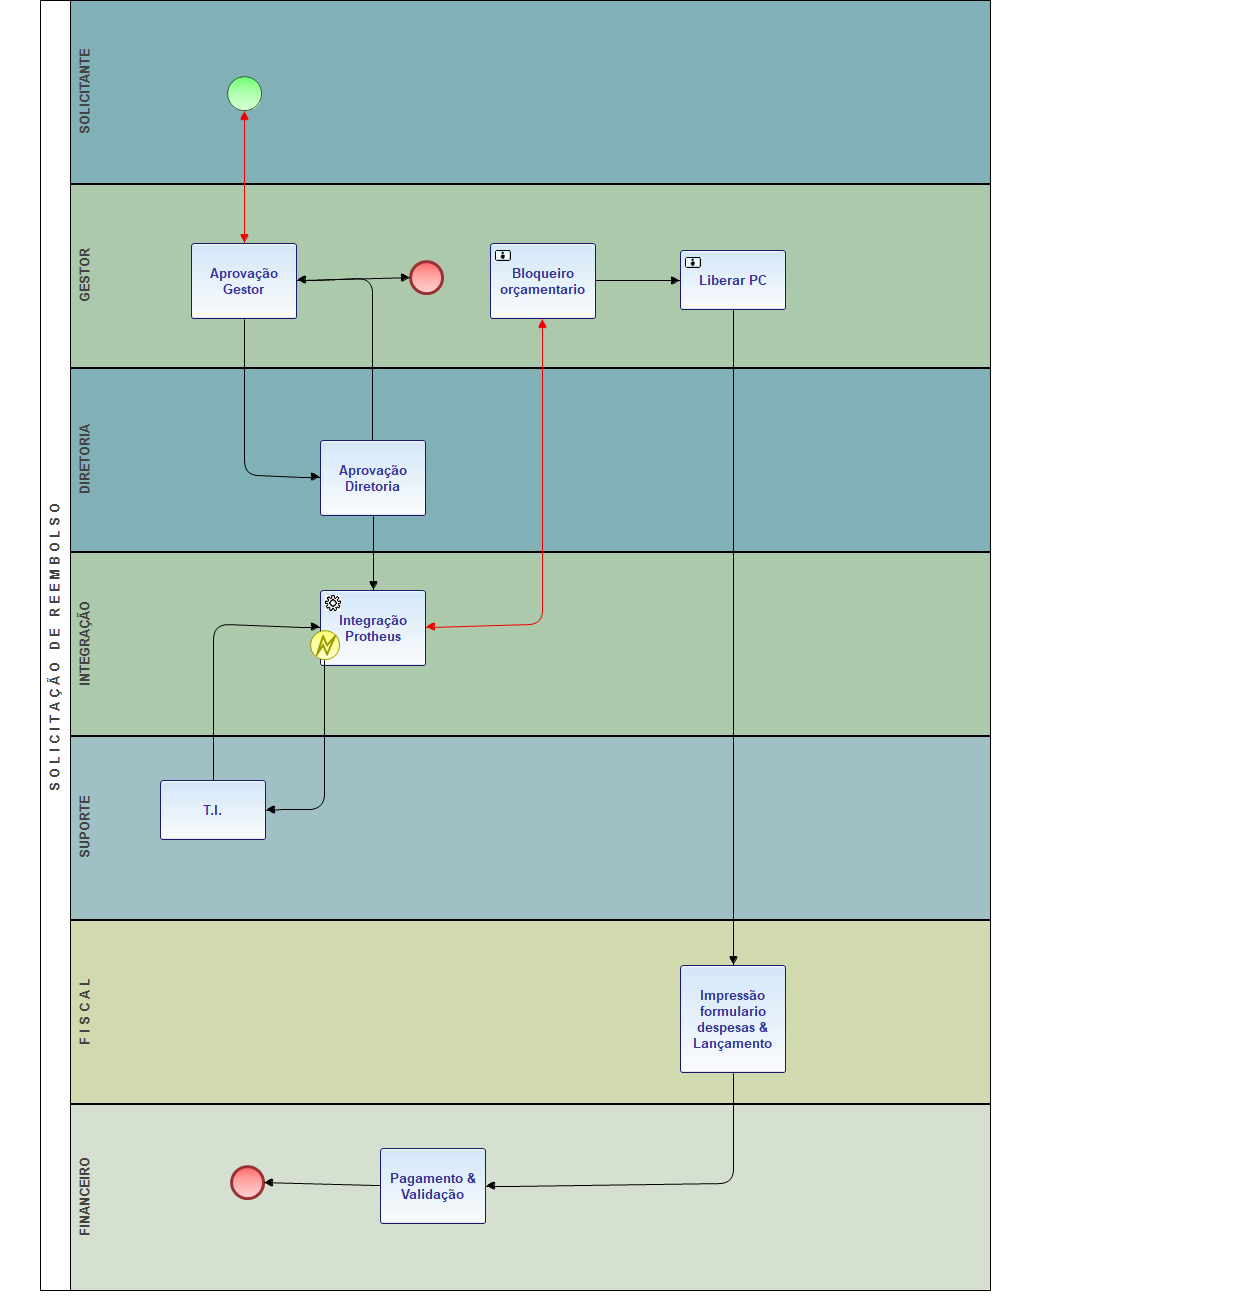 SOLICITAÇÃO DE REEMBOLSO
SOLICITANTE
GESTOR
Aprovação
Gestor
Bloqueiro
orçamentario
Liberar PC
DIRETORIA
Aprovação
Diretoria
INTEGRAÇÃO
Integração
Protheus
SUPORTE
T.I.
FISCAL
Impressão
formulario
despesas &
Lançamento
FINANCEIRO
Pagamento &
Validação